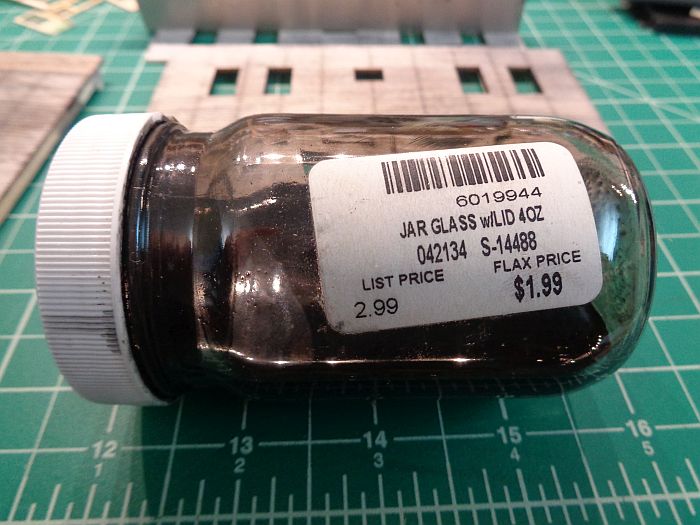 6019944
JAR GLASS w/LID 4OZ
042134 S-14488
LIST PRICE FLAX PRICE
2.99 $1.99
12 13 14 15 16
1 2 3 4 5